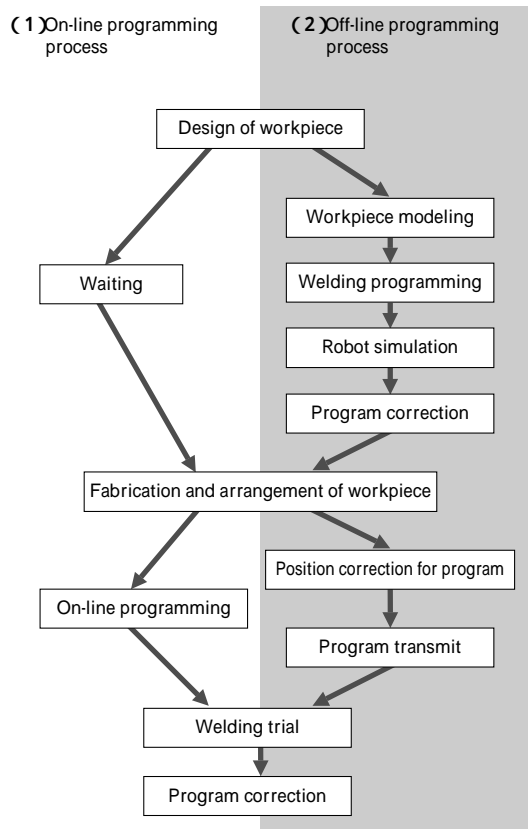 (1)On-line programming
process
(2)Off-line programming
process
Design of workpiece
Workpiece modeling
Waiting
Welding programming
Robot simulation
Program correction
Fabrication and arrangement of workpiece
Position correction for program
On-line programming
Program transmit
Welding trial
Program correction